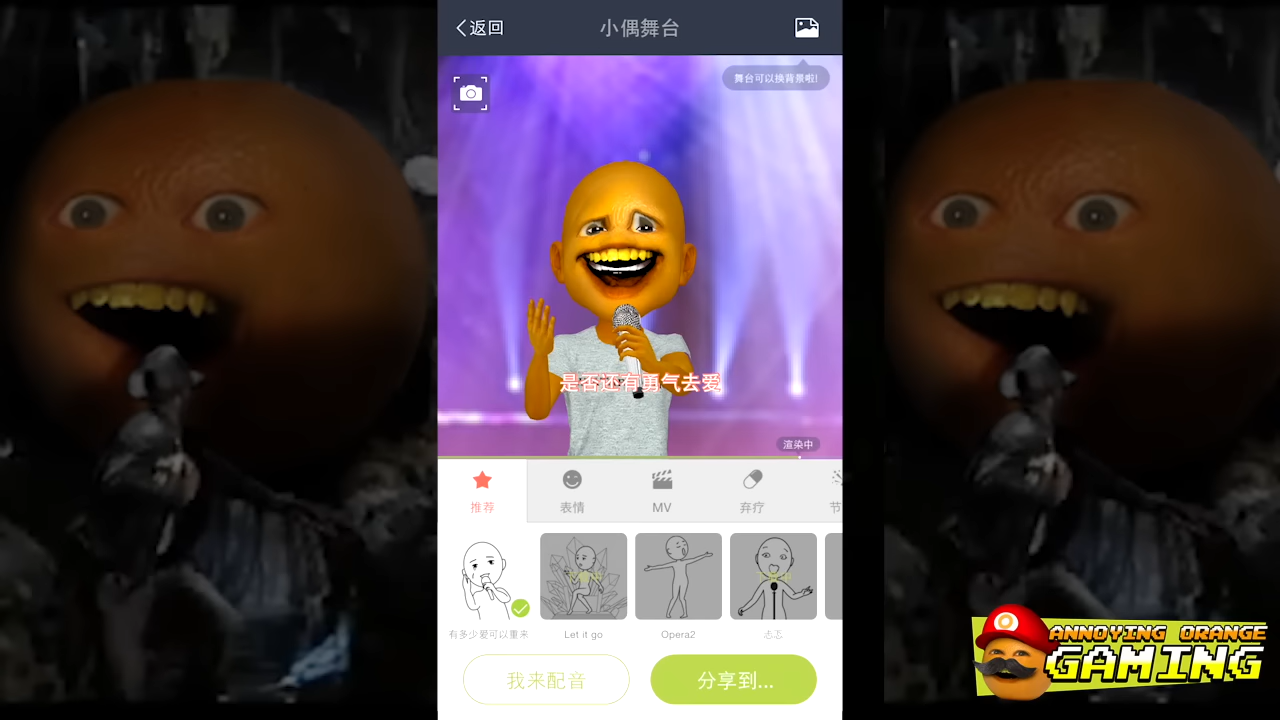 返回
小偶舞台
舞台可以换背景啦!
是否还有勇气去爱
渲染中
推荐
表情
MV
弃疗
节
有多少爱可以重来
Let it go
Opera2
忐忑
我来配音
分享到...
ANNOYING ORANGE
GAMING